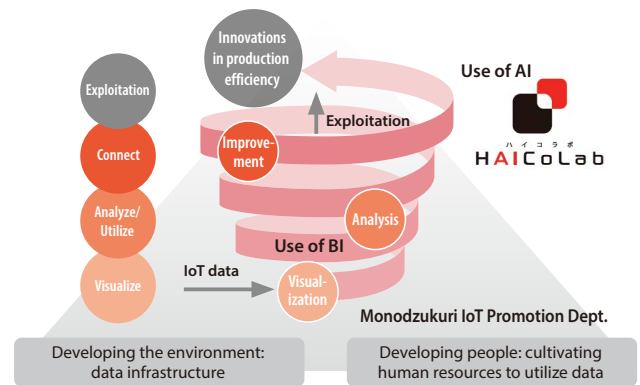 Innovations
in production
efficiency
Use of AI
Exploitation
Exploitation
ハイコラボ
HAICoLab
Connect
Improve-
ment
Analyze/
Utilize
Analysis
Use of BI
Visualize
IoT data
Visual-
ization
Monodzukuri IoT Promotion Dept.
Developing the environment:
data infrastructure
Developing people: cultivating
human resources to utilize data